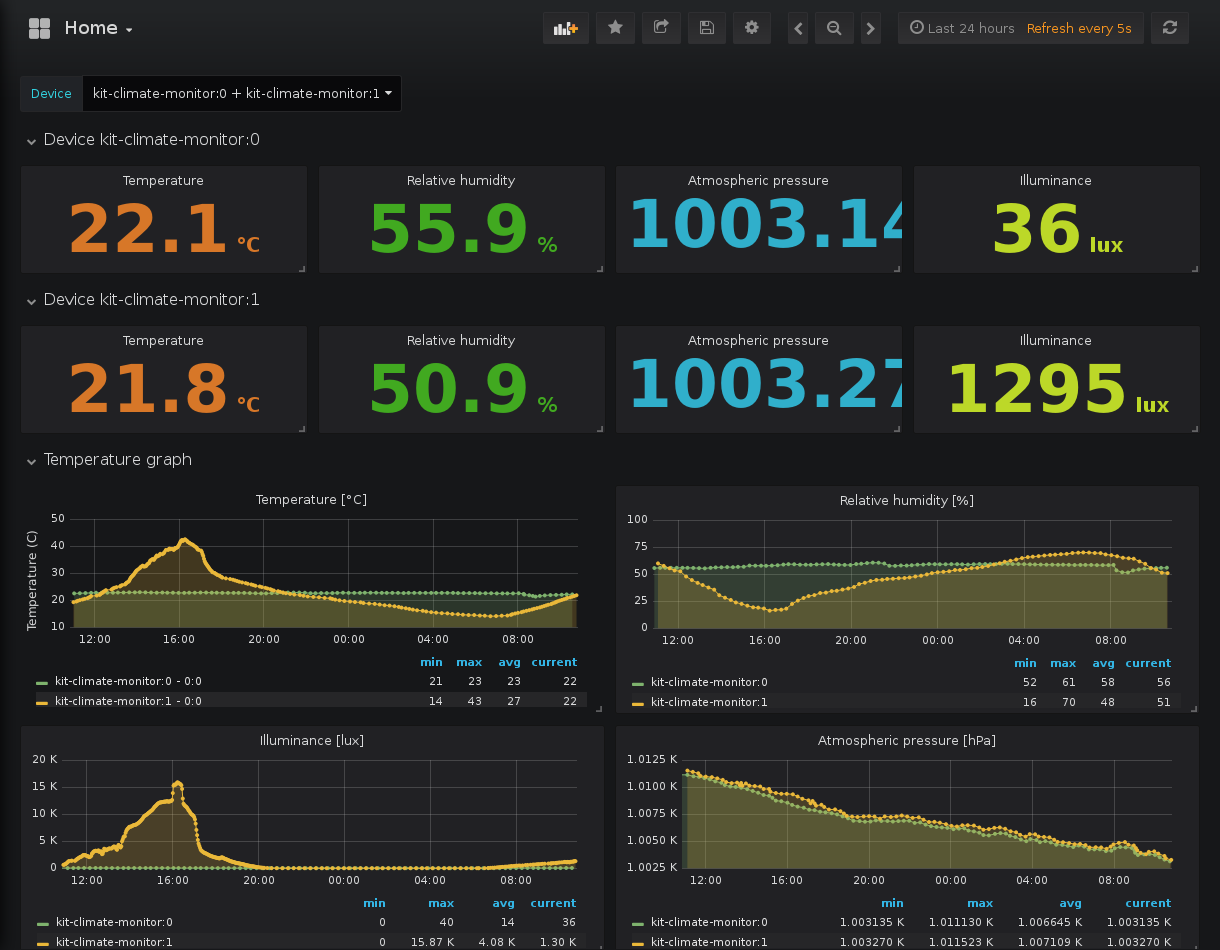 Home
Last 24 hours Refresh every 5s
Device kit-climate-monitor:0 + kit-climate-monitor:1
Device kit-climate-monitor:0
Temperature Relative humidity Atmospheric pressure Illuminance
22.1 °C 55.9 % 1003.14 36 lux
Device kit-climate-monitor:1
Temperature Relative humidity Atmospheric pressure Illuminance
21.8 °C 50.9 % 1003.27 1295 lux
Temperature graph
Temperature [°C]
Temperature (C)
50
40
30
20
10
12:00 16:00 20:00 00:00 04:00 08:00
min max avg current
kit-climate-monitor:0 - 0:0 21 23 23 22
kit-climate-monitor:1 - 0:0 14 43 27 22
Relative humidity [%]
100
75
50
25
0
12:00 16:00 20:00 00:00 04:00 08:00
min max avg current
kit-climate-monitor:0 52 61 58 56
kit-climate-monitor:1 16 70 48 51
Illuminance [lux]
20 K
15 K
10 K
5 K
0
12:00 16:00 20:00 00:00 04:00 08:00
min max avg current
kit-climate-monitor:0 0 40 14 36
kit-climate-monitor:1 0 15.87 K 4.08 K 1.30 K
Atmospheric pressure [hPa]
1.0125 K
1.0100 K
1.0075 K
1.0050 K
1.0025 K
12:00 16:00 20:00 00:00 04:00 08:00
min max avg current
kit-climate-monitor:0 1.003135 K 1.011130 K 1.006645 K 1.003135 K
kit-climate-monitor:1 1.003270 K 1.011523 K 1.007109 K 1.003270 K